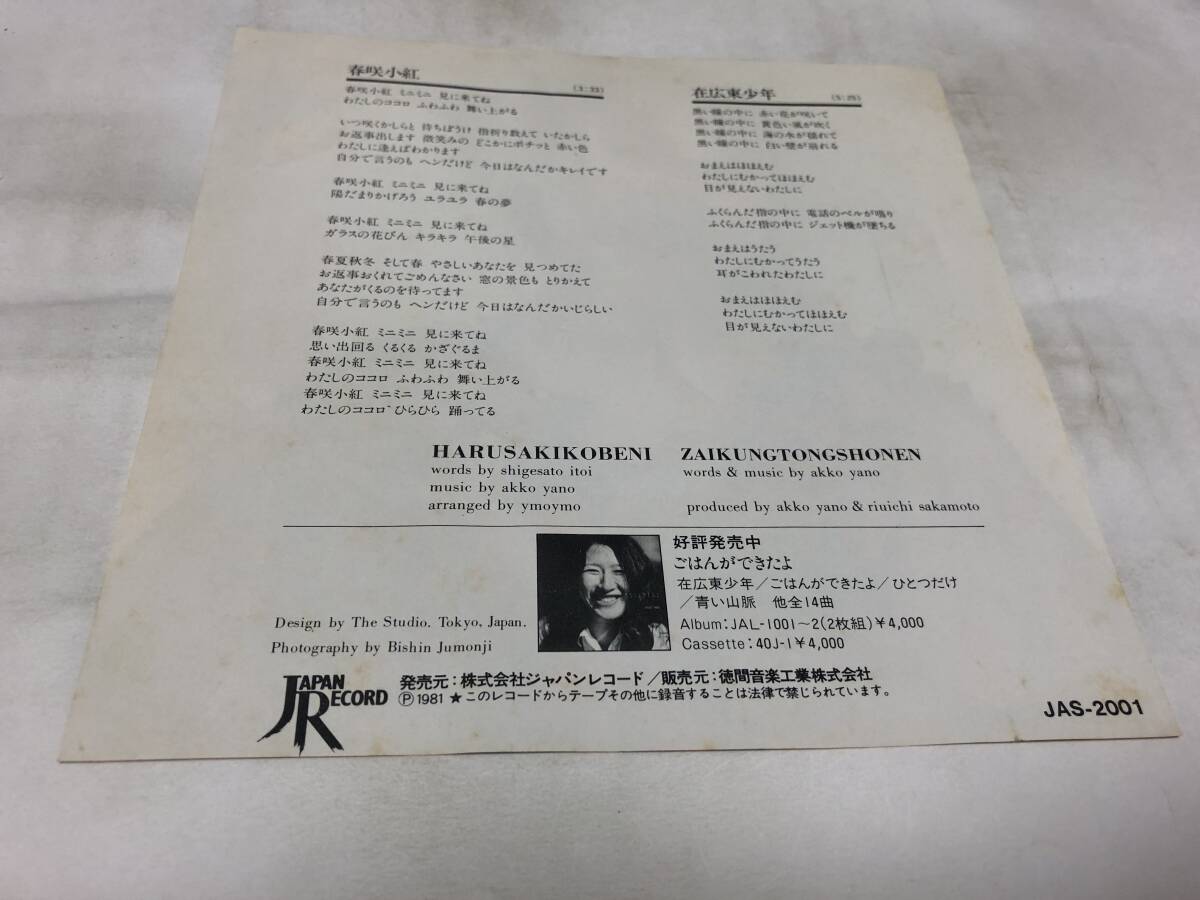 春咲小紅
(3:33)
春咲小紅 ミニミニ 見に来てね
わたしのココロ ふわふわ 舞い上がる
いつ咲くかしらと 待ちぼうけ 指折り数えて いたかしら
お返事出します 微笑みの どこかにポチッと 赤い色
わたしに逢えばわかります
自分で言うのも ヘンだけど 今日はなんだかキレイです
春咲小紅 ミニミニ 見に来てね
陽だまりかげろう ユラユラ 春の夢
春咲小紅 ミニミニ 見に来てね
ガラスの花びん キラキラ 午後の星
春夏秋冬 そして春 やさしいあなたを 見つめてた
お返事おくれてごめんなさい 窓の景色も とりかえて
あなたがくるのを待ってます
自分で言うのも ヘンだけど 今日はなんだかいじらしい
春咲小紅 ミニミニ 見に来てね
思い出回る くるくる かざぐるま
春咲小紅 ミニミニ 見に来てね
わたしのココロ ふわふわ 舞い上がる
春咲小紅 ミニミニ 見に来てね
わたしのココロ ひらひら 踊ってる
在広東少年
黒い瞳の中に 赤い花が咲いて
黒い瞳の中に 黄色い風が吹く
黒い瞳の中に 海の水が揺れて
黒い瞳の中に 白い壁が崩れる
おまえはほほえむ
わたしにむかってほほえむ
目が見えないわたしに
ふくらんだ指の中に 電話のベルが鳴り
ふくらんだ指の中に ジェット機が墜ちる
おまえはうたう
わたしにむかってうたう
耳がこわれたわたしに
おまえはほほえむ
わたしにむかってほほえむ
目が見えないわたしに
HARUSAKIKOBENI
words by shigesato itoi
music by akko yano
arranged by ymoymo
ZAIKUNGTONGSHONEN
words & music by akko yano
produced by akko yano & riuichi sakamoto
好評発売中
ごはんができたよ
在広東少年/ごはんができたよ/ひとつだけ
/青い山脈 他全14曲
Album:JAL-1001〜2(2枚組)¥4,000
Cassette:40J-1¥4,000
Design by The Studio. Tokyo, Japan.
Photography by Bishin Jumonji
JAPAN RECORD
発売元:株式会社ジャパンレコード/販売元:徳間音楽工業株式会社
Ⓟ1981 ★このレコードからテープその他に録音することは法律で禁じられています。
JAS-2001